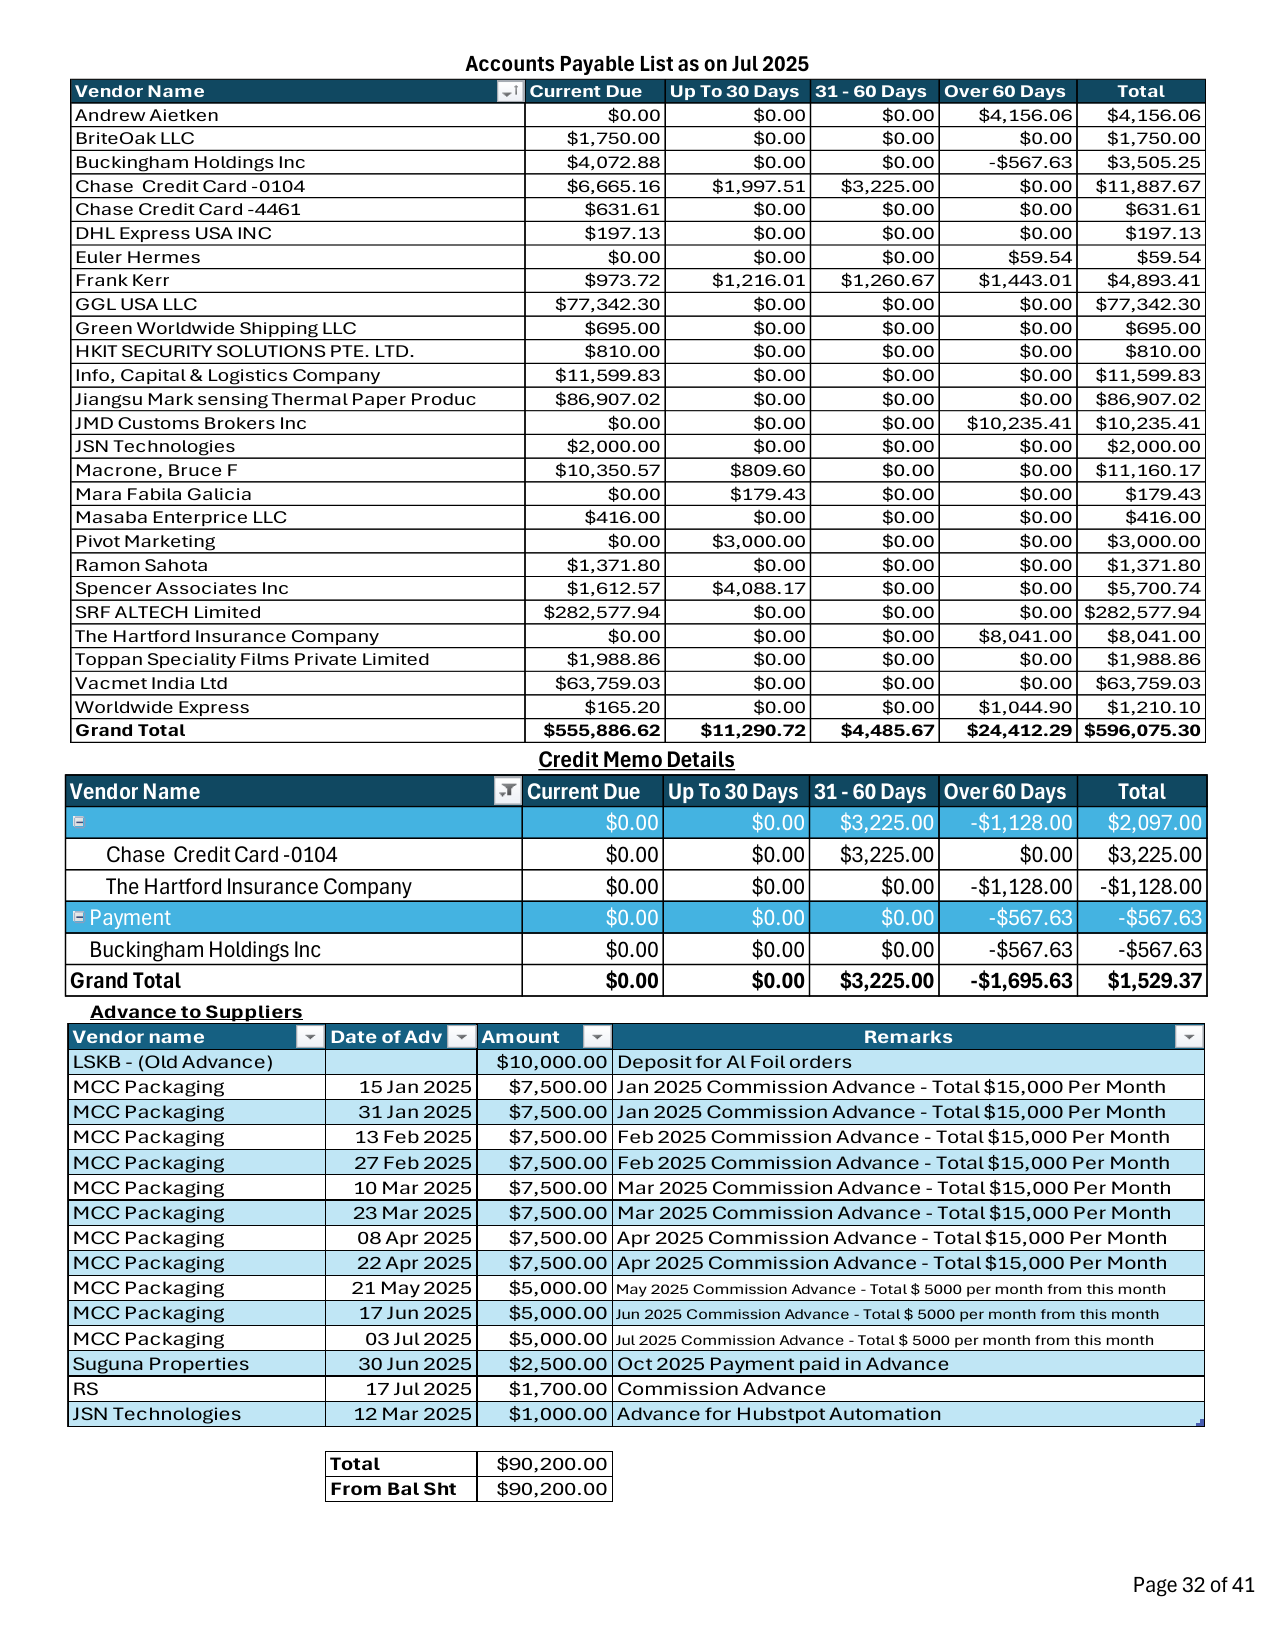 Accounts Payable List as on Jul 2025
Vendor Name Current Due Up To 30 Days 31 - 60 Days Over 60 Days Total
Andrew Aietken $0.00 $0.00 $0.00 $4,156.06 $4,156.06
BriteOak LLC $1,750.00 $0.00 $0.00 $0.00 $1,750.00
Buckingham Holdings Inc $4,072.88 $0.00 $0.00 -$567.63 $3,505.25
Chase Credit Card -0104 $6,665.16 $1,997.51 $3,225.00 $0.00 $11,887.67
Chase Credit Card -4461 $631.61 $0.00 $0.00 $0.00 $631.61
DHL Express USA INC $197.13 $0.00 $0.00 $0.00 $197.13
Euler Hermes $0.00 $0.00 $0.00 $59.54 $59.54
Frank Kerr $973.72 $1,216.01 $1,260.67 $1,443.01 $4,893.41
GGL USA LLC $77,342.30 $0.00 $0.00 $0.00 $77,342.30
Green Worldwide Shipping LLC $695.00 $0.00 $0.00 $0.00 $695.00
HKIT SECURITY SOLUTIONS PTE. LTD. $810.00 $0.00 $0.00 $0.00 $810.00
Info, Capital & Logistics Company $11,599.83 $0.00 $0.00 $0.00 $11,599.83
Jiangsu Mark sensing Thermal Paper Produc $86,907.02 $0.00 $0.00 $0.00 $86,907.02
JMD Customs Brokers Inc $0.00 $0.00 $0.00 $10,235.41 $10,235.41
JSN Technologies $2,000.00 $0.00 $0.00 $0.00 $2,000.00
Macrone, Bruce F $10,350.57 $809.60 $0.00 $0.00 $11,160.17
Mara Fabila Galicia $0.00 $179.43 $0.00 $0.00 $179.43
Masaba Enterprice LLC $416.00 $0.00 $0.00 $0.00 $416.00
Pivot Marketing $0.00 $3,000.00 $0.00 $0.00 $3,000.00
Ramon Sahota $1,371.80 $0.00 $0.00 $0.00 $1,371.80
Spencer Associates Inc $1,612.57 $4,088.17 $0.00 $0.00 $5,700.74
SRF ALTECH Limited $282,577.94 $0.00 $0.00 $0.00 $282,577.94
The Hartford Insurance Company $0.00 $0.00 $0.00 $8,041.00 $8,041.00
Toppan Speciality Films Private Limited $1,988.86 $0.00 $0.00 $0.00 $1,988.86
Vacmet India Ltd $63,759.03 $0.00 $0.00 $0.00 $63,759.03
Worldwide Express $165.20 $0.00 $0.00 $1,044.90 $1,210.10
Grand Total $555,886.62 $11,290.72 $4,485.67 $24,412.29 $596,075.30
Credit Memo Details
Vendor Name Current Due Up To 30 Days 31 - 60 Days Over 60 Days Total
$0.00 $0.00 $3,225.00 -$1,128.00 $2,097.00
Chase Credit Card -0104 $0.00 $0.00 $3,225.00 $0.00 $3,225.00
The Hartford Insurance Company $0.00 $0.00 $0.00 -$1,128.00 -$1,128.00
Payment $0.00 $0.00 $0.00 -$567.63 -$567.63
Buckingham Holdings Inc $0.00 $0.00 $0.00 -$567.63 -$567.63
Grand Total $0.00 $0.00 $3,225.00 -$1,695.63 $1,529.37
Advance to Suppliers
Vendor name Date of Adv Amount Remarks
LSKB - (Old Advance) $10,000.00 Deposit for Al Foil orders
MCC Packaging 15 Jan 2025 $7,500.00 Jan 2025 Commission Advance - Total $15,000 Per Month
MCC Packaging 31 Jan 2025 $7,500.00 Jan 2025 Commission Advance - Total $15,000 Per Month
MCC Packaging 13 Feb 2025 $7,500.00 Feb 2025 Commission Advance - Total $15,000 Per Month
MCC Packaging 27 Feb 2025 $7,500.00 Feb 2025 Commission Advance - Total $15,000 Per Month
MCC Packaging 10 Mar 2025 $7,500.00 Mar 2025 Commission Advance - Total $15,000 Per Month
MCC Packaging 23 Mar 2025 $7,500.00 Mar 2025 Commission Advance - Total $15,000 Per Month
MCC Packaging 08 Apr 2025 $7,500.00 Apr 2025 Commission Advance - Total $15,000 Per Month
MCC Packaging 22 Apr 2025 $7,500.00 Apr 2025 Commission Advance - Total $15,000 Per Month
MCC Packaging 21 May 2025 $5,000.00 May 2025 Commission Advance - Total $ 5000 per month from this month
MCC Packaging 17 Jun 2025 $5,000.00 Jun 2025 Commission Advance - Total $ 5000 per month from this month
MCC Packaging 03 Jul 2025 $5,000.00 Jul 2025 Commission Advance - Total $ 5000 per month from this month
Suguna Properties 30 Jun 2025 $2,500.00 Oct 2025 Payment paid in Advance
RS 17 Jul 2025 $1,700.00 Commission Advance
JSN Technologies 12 Mar 2025 $1,000.00 Advance for Hubstpot Automation
Total $90,200.00
From Bal Sht $90,200.00
Page 32 of 41